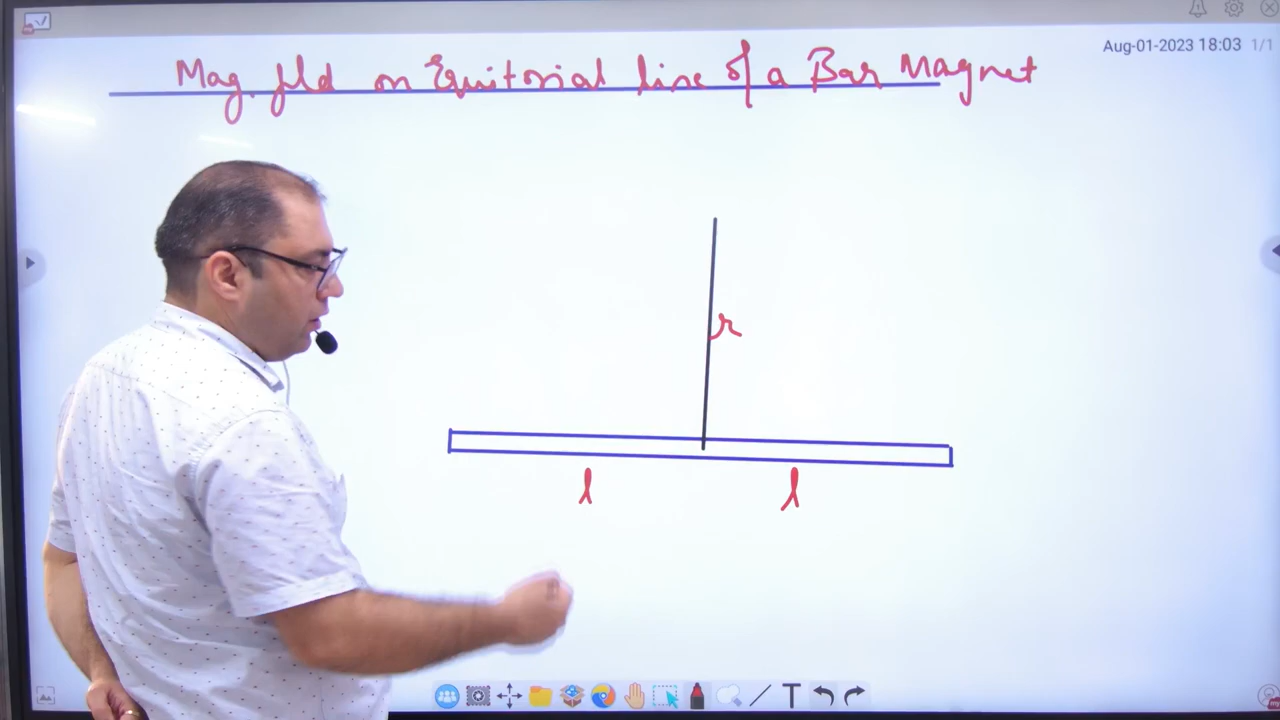 Aug-01-2023 18:03 1/1
Mag. fld on Equitorial line of a Bar Magnet
r
l l
T